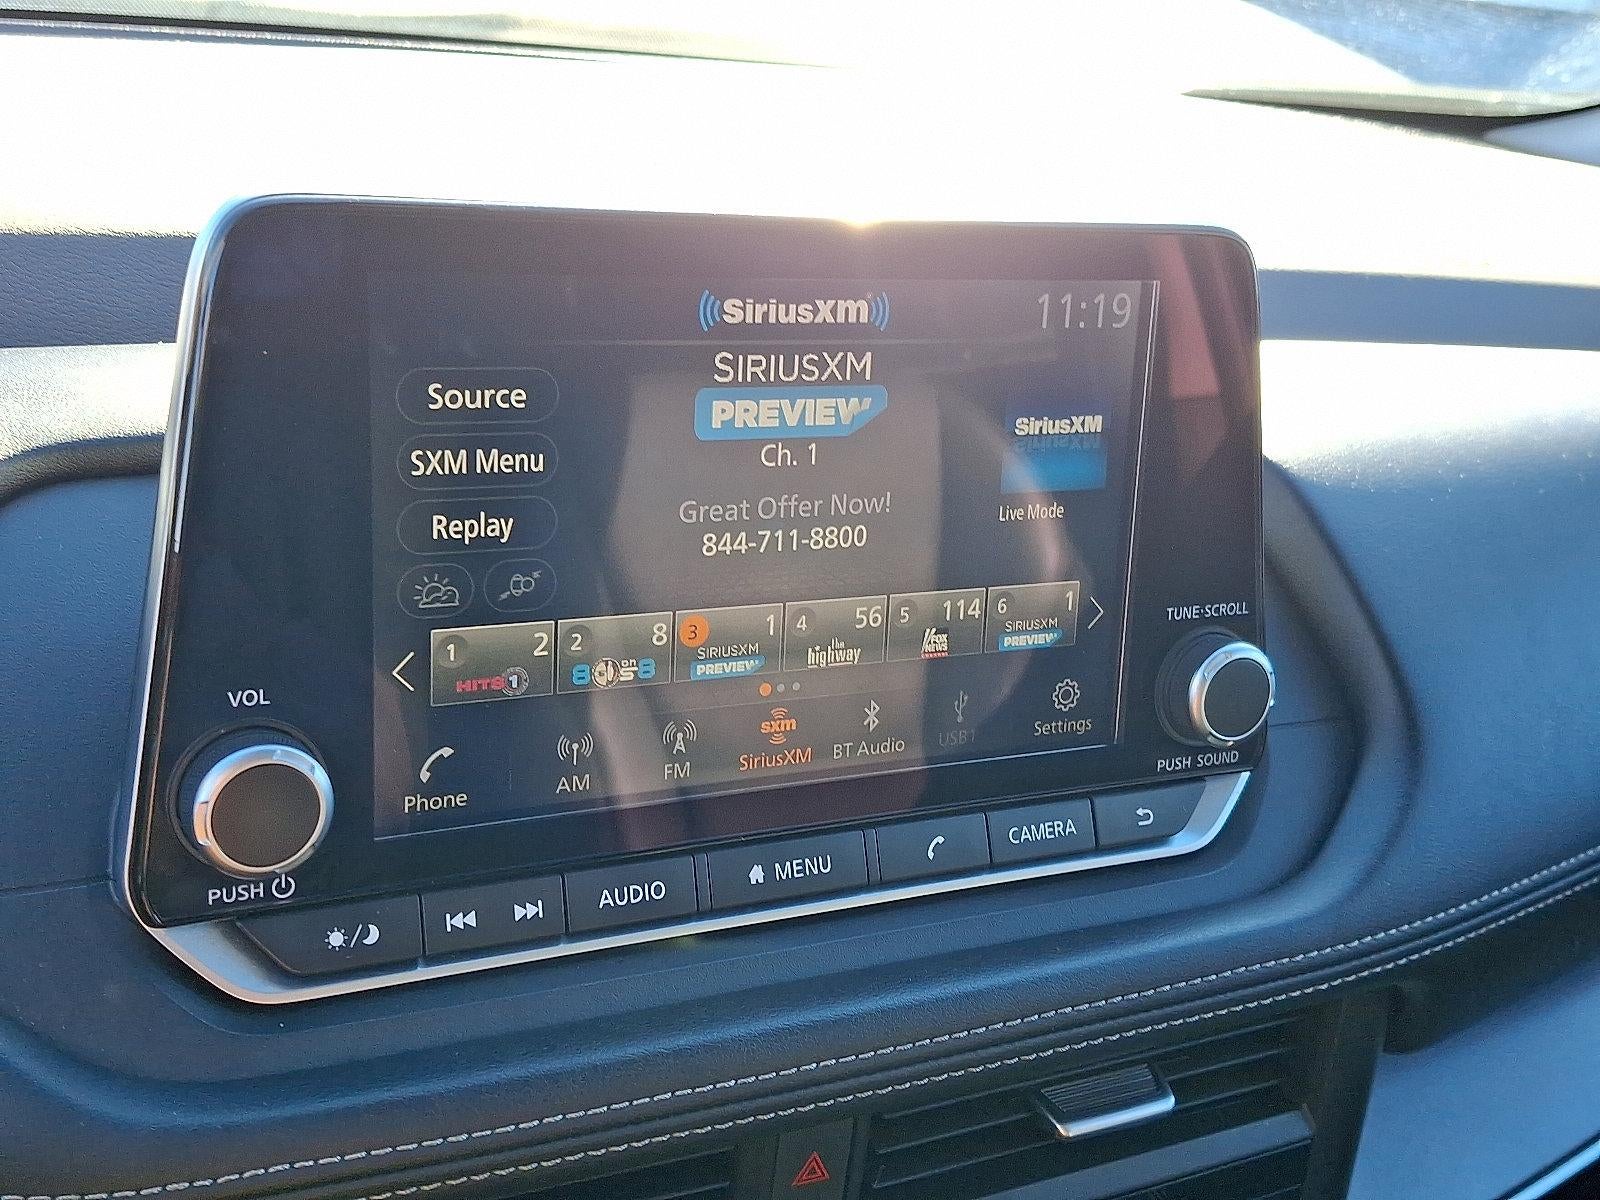 SiriusXm
11:19
SIRIUSXM
PREVIEW
Ch. 1
Great Offer Now!
844-711-8800
Source
SXM Menu
Replay
SiriusXM
Live Mode
1 2 HITS 1
2 8 80s on 8
3 1 SIRIUSXM PREVIEW
4 56 the highway
5 114 FOX NEWS
6 1 SIRIUSXM PREVIEW
Phone
AM
FM
sxm
SiriusXM
BT Audio
USB1
Settings
VOL
PUSH
TUNE·SCROLL
PUSH SOUND
AUDIO
MENU
CAMERA